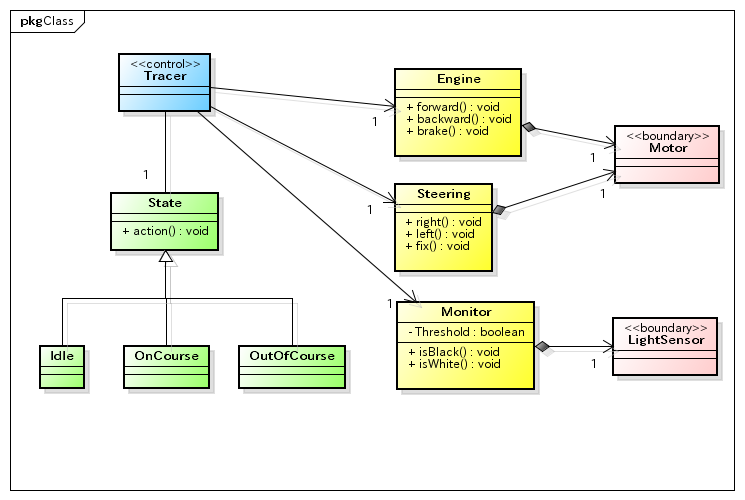 pkg Class
<<control>>
Tracer
1
State
+ action() : void
Idle
OnCourse
OutOfCourse
Engine
+ forward() : void
+ backward() : void
+ brake() : void
1
Steering
+ right() : void
+ left() : void
+ fix() : void
1
Monitor
- Threshold : boolean
+ isBlack() : void
+ isWhite() : void
1
<<boundary>>
Motor
1
1
<<boundary>>
LightSensor
1